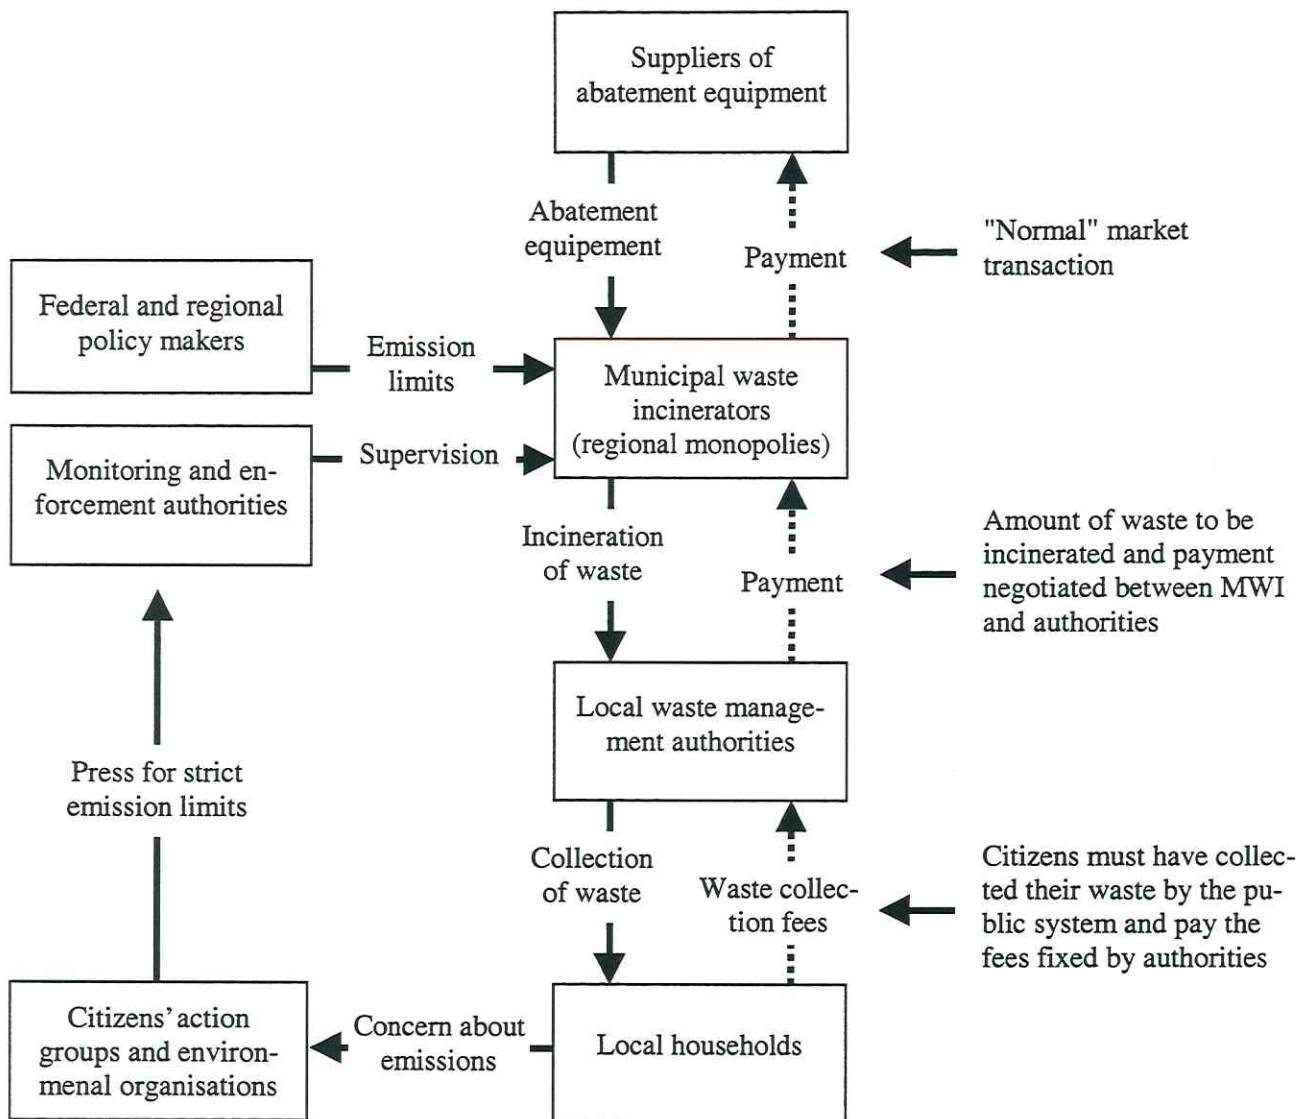 Suppliers of
abatement equipment
Abatement
equipement
Payment
"Normal" market
transaction
Federal and regional
policy makers
Emission
limits
Municipal waste
incinerators
(regional monopolies)
Monitoring and en-
forcement authorities
Supervision
Incineration
of waste
Payment
Amount of waste to be
incinerated and payment
negotiated between MWI
and authorities
Local waste manage-
ment authorities
Press for strict
emission limits
Collection
of waste
Waste collec-
tion fees
Citizens must have collec-
ted their waste by the pu-
blic system and pay the
fees fixed by authorities
Citizens' action
groups and environ-
menal organisations
Concern about
emissions
Local households